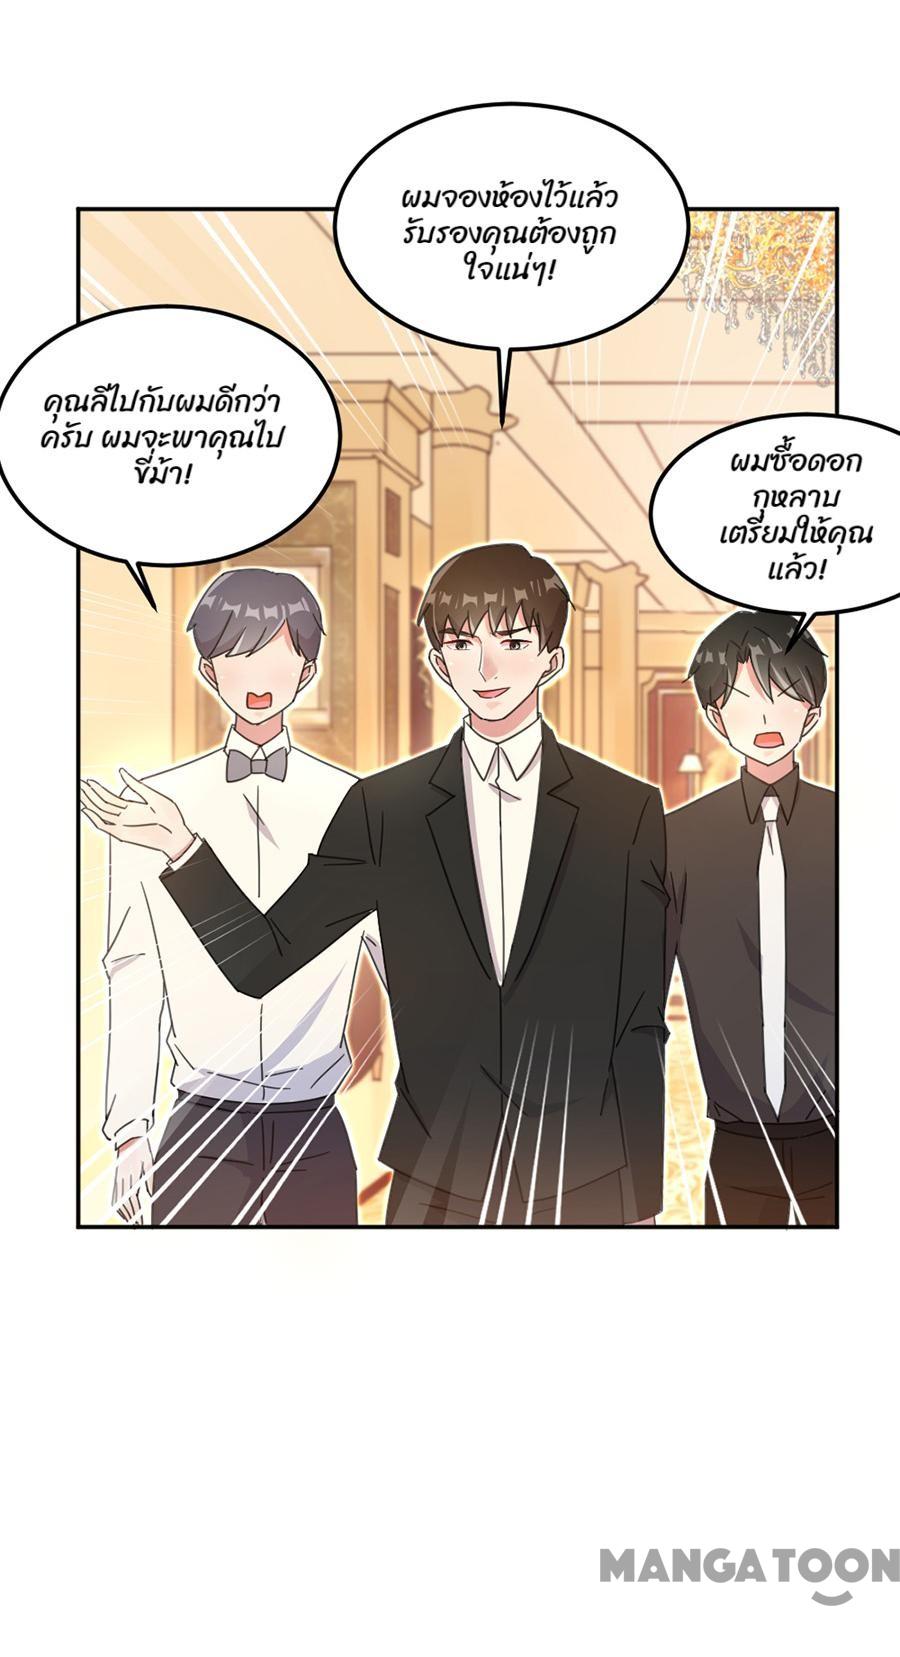 ผมจองห้องไว้แล้ว
รับรองคุณต้องถูก
ใจแน่ๆ!
คุณลีไปกับผมดีกว่า
ครับ ผมจะพาคุณไป
ขี่ม้า!
ผมซื้อดอก
กุหลาบ
เตรียมให้คุณ
แล้ว!
MANGATOON